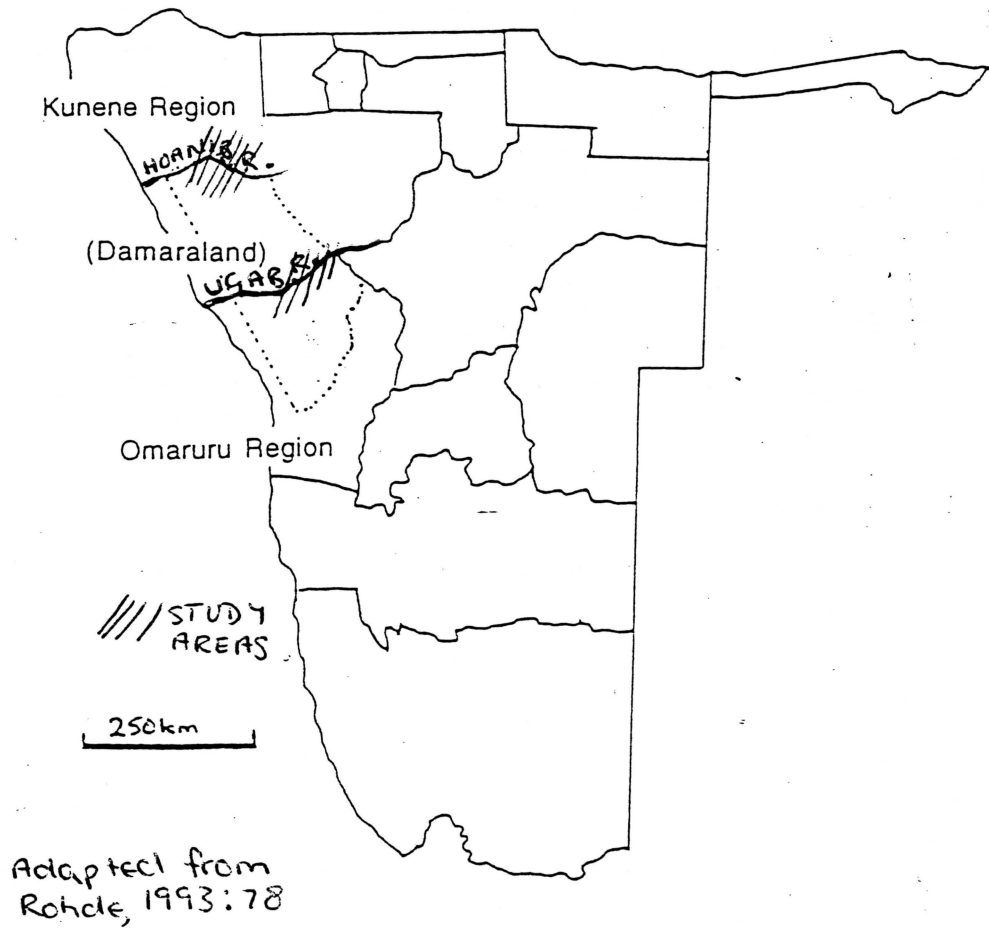 Kunene Region
HOANIB R.
(Damaraland)
UGAB R.
Omaruru Region
STUDY
AREAS
250km
Adapted from
Rohde, 1993:78